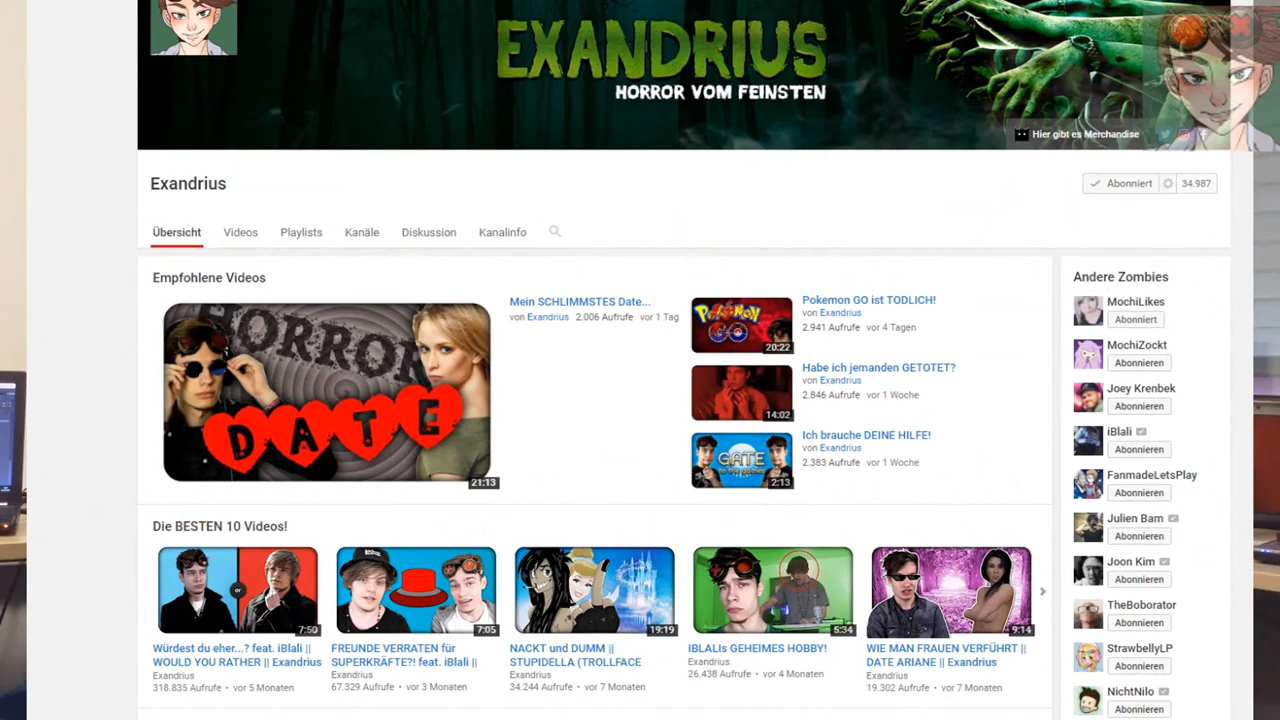 EXANDRIUS
HORROR VOM FEINSTEN
Hier gibt es Merchandise
Exandrius
Abonniert 34.987
Übersicht Videos Playlists Kanäle Diskussion Kanalinfo
Empfohlene Videos
HORROR
DATE
21:13
Mein SCHLIMMSTES Date...
von Exandrius 2.006 Aufrufe vor 1 Tag
POKÉMON
GO
20:22
Pokemon GO ist TODLICH!
von Exandrius
2.941 Aufrufe vor 4 Tagen
14:02
Habe ich jemanden GETOTET?
von Exandrius
2.846 Aufrufe vor 1 Woche
GATE
to the games
2:13
Ich brauche DEINE HILFE!
von Exandrius
2.383 Aufrufe vor 1 Woche
Die BESTEN 10 Videos!
or
7:50
Würdest du eher...? feat. iBlali ||
WOULD YOU RATHER || Exandrius
Exandrius
318.835 Aufrufe • vor 5 Monaten
7:05
FREUNDE VERRATEN für
SUPERKRÄFTE?! feat. iBlali ||
Exandrius
67.329 Aufrufe • vor 3 Monaten
19:19
NACKT und DUMM ||
STUPIDELLA (TROLLFACE
Exandrius
34.244 Aufrufe • vor 7 Monaten
5:34
IBLALIs GEHEIMES HOBBY!
Exandrius
26.438 Aufrufe • vor 4 Monaten
9:14
WIE MAN FRAUEN VERFÜHRT ||
DATE ARIANE || Exandrius
Exandrius
19.302 Aufrufe • vor 7 Monaten
Andere Zombies
MochiLikes
Abonniert
MochiZockt
Abonnieren
Joey Krenbek
Abonnieren
iBlali
Abonnieren
FanmadeLetsPlay
Abonnieren
Julien Bam
Abonnieren
Joon Kim
Abonnieren
TheBoborator
Abonnieren
StrawbellyLP
Abonnieren
NichtNilo
Abonnieren